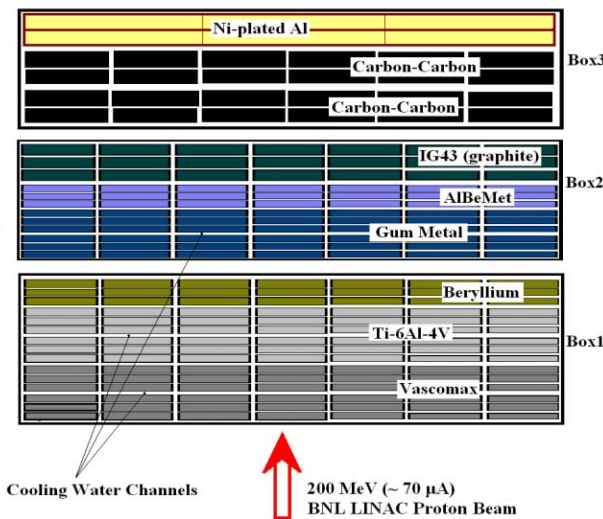 Ni-plated Al
Carbon-Carbon
Box3
Carbon-Carbon
IG43 (graphite)
Box2
AlBeMet
Gum Metal
Beryllium
Ti-6Al-4V
Box1
Vascomax
Cooling Water Channels
200 MeV (~ 70 µA)
BNL LINAC Proton Beam